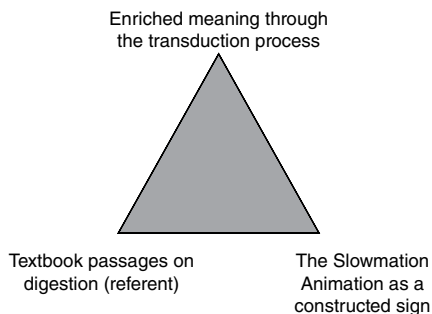 Enriched meaning through
the transduction process
Textbook passages on
digestion (referent)
The Slowmation
Animation as a
constructed sign